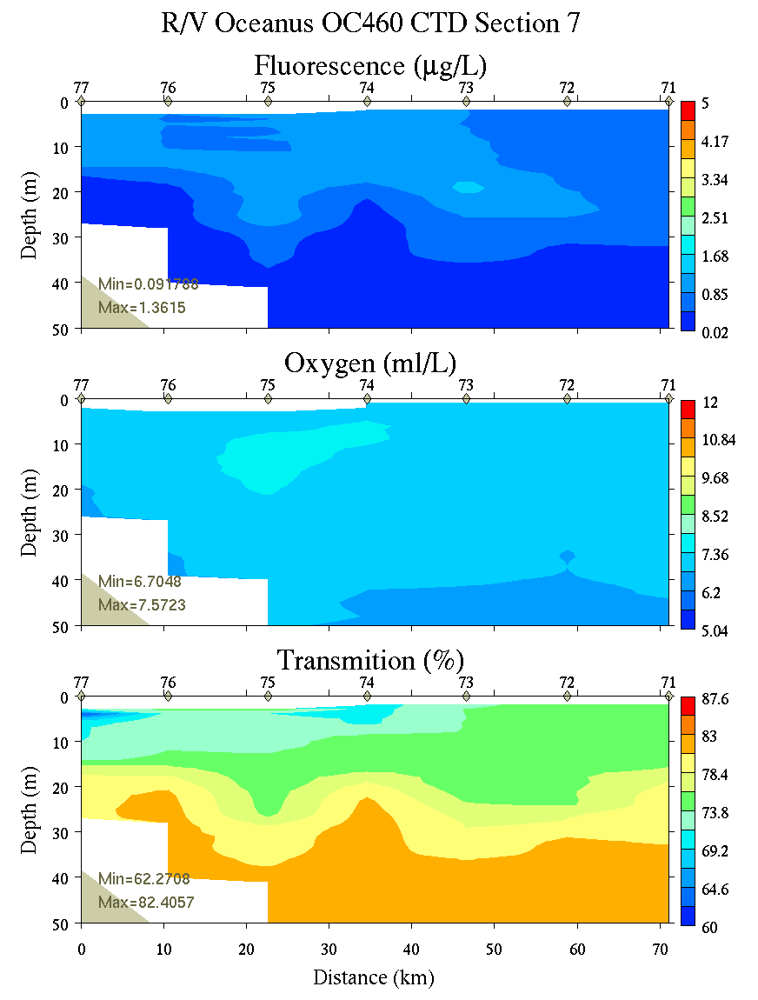 R/V Oceanus OC460 CTD Section 7
Fluorescence (µg/L)
77 76 75 74 73 72 71
0
10
20
30
40
50
Depth (m)
Min=0.091788
Max=1.3615
5
4.17
3.34
2.51
1.68
0.85
0.02
Oxygen (ml/L)
77 76 75 74 73 72 71
0
10
20
30
40
50
Depth (m)
Min=6.7048
Max=7.5723
12
10.84
9.68
8.52
7.36
6.2
5.04
Transmition (%)
77 76 75 74 73 72 71
0
10
20
30
40
50
Depth (m)
Min=62.2708
Max=82.4057
87.6
83
78.4
73.8
69.2
64.6
60
0 10 20 30 40 50 60 70
Distance (km)